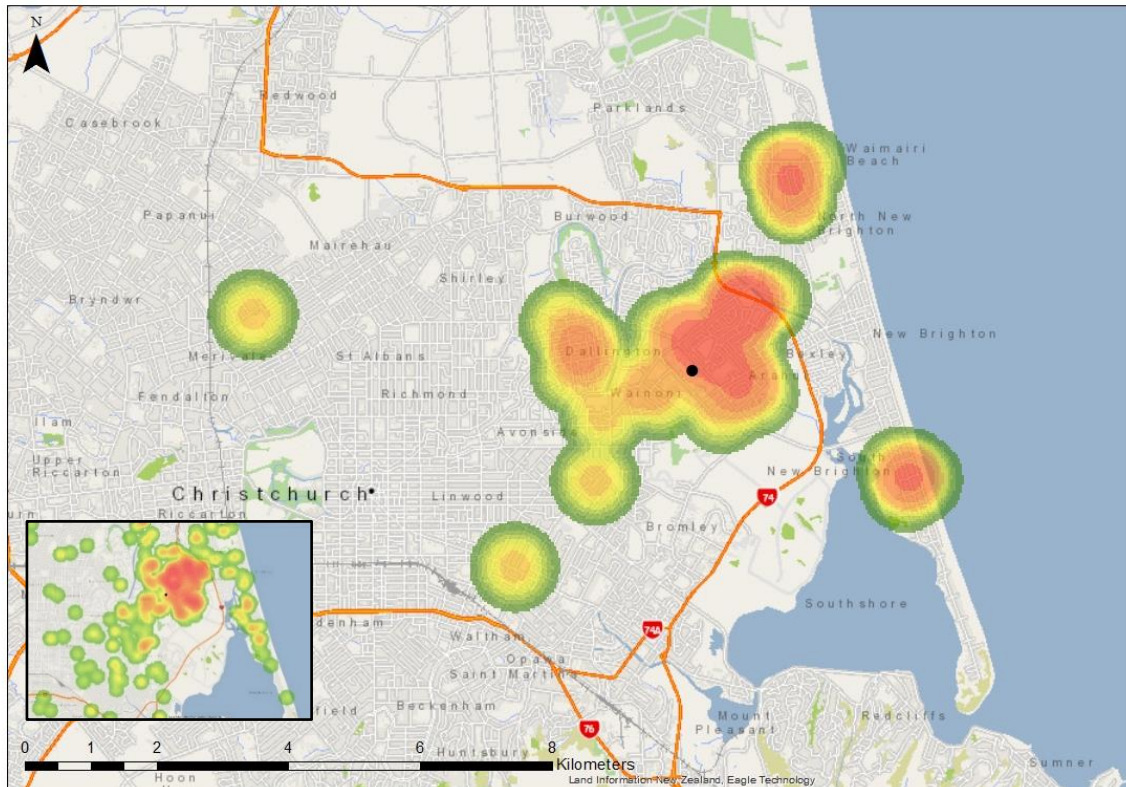 N
Redwood
Parklands
Casebrook
Waimairi
Beach
Papanui
Burwood
North New
Brighton
Mairehau
Shirley
Bryndwr
New Brighton
Merivale
St Albans
Dallington
Bexley
Aranui
Fendalton
Richmond
Wainoni
Ilam
Avonside
Upper
Riccarton
South
New Brighton
Christchurch
Linwood
74
Riccarton
Bromley
Southshore
74A
Waltham
Opawa
Saint Martins
Beckenham
Mount
Pleasant
Redcliffs
76
Huntsbury
0 1 2 4 6 8
Kilometers
Sumner
Hoon
Land Information New Zealand, Eagle Technology